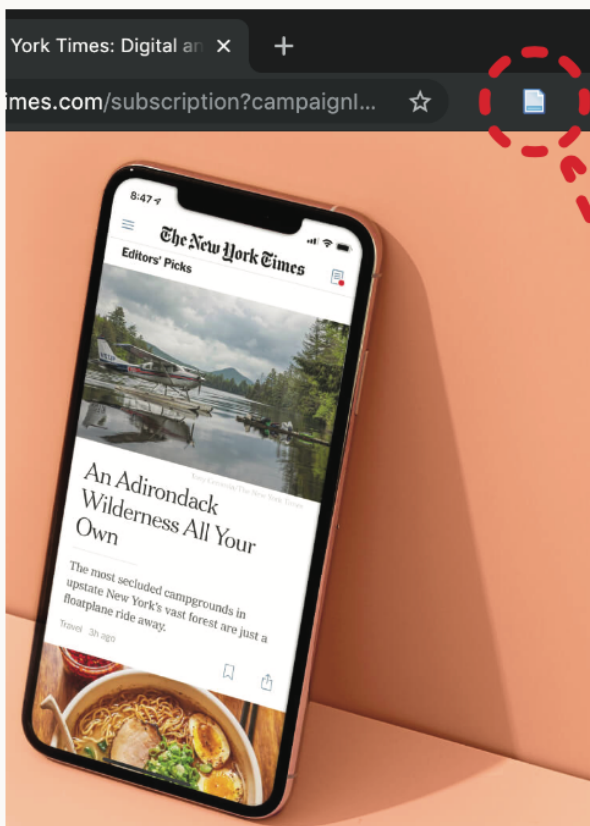 York Times: Digital an
imes.com/subscription?campaignl...
8:47
The New York Times
Editors' Picks
An Adirondack
Wilderness All Your
Own
The most secluded campgrounds in
upstate New York's vast forest are just a
floatplane ride away.
Travel 3h ago